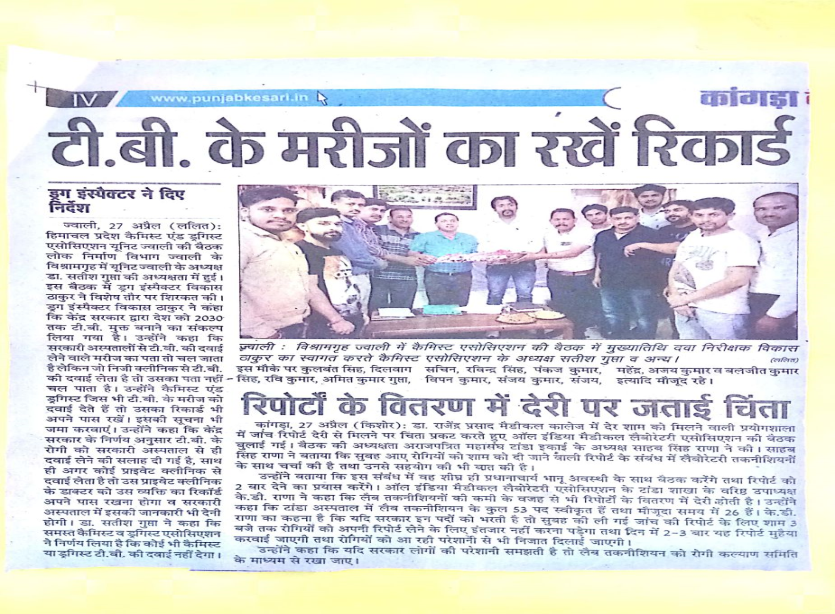 IV
www.punjabkesari.in
कांगड़ा
टी.बी. के मरीजों का रखें रिकार्ड
ड्रग इंस्पैक्टर ने दिए
निर्देश
ज्वाली, 27 अप्रैल (ललित):
हिमाचल प्रदेश कैमिस्ट एंड ड्रगिस्ट
एसोसिएशन यूनिट ज्वाली की बैठक
लोक निर्माण विभाग ज्वाली के
विश्रामगृह में यूनिट ज्वाली के अध्यक्ष
डा. सतीश गुप्ता की अध्यक्षता में हुई।
इस बैठक में ड्रग इंस्पैक्टर विकास
ठाकुर ने विशेष तौर पर शिरकत की।
ड्रग इंस्पैक्टर विकास ठाकुर ने कहा
कि केंद्र सरकार द्वारा देश को 2030
तक टी.बी. मुक्त बनाने का संकल्प
लिया गया है। उन्होंने कहा कि
सरकारी अस्पतालों से टी.बी. की दवाई
लेने वाले मरीज का पता तो चल जाता
है लेकिन जो निजी क्लीनिक से टी.बी.
की दवाई लेता है तो उसका पता नहीं
चल पाता है। उन्होंने कैमिस्ट एंड
ड्रगिस्ट जिस भी टी.बी. के मरीज को
दवाई देते हैं तो उसका रिकार्ड भी
अपने पास रखें। इसकी सूचना भी
जमा करवाएं। उन्होंने कहा कि केंद्र
सरकार के निर्णय अनुसार टी.बी. के
रोगी को सरकारी अस्पताल से ही
दवाई लेने की सलाह दी गई है, साथ
ही अगर कोई प्राइवेट क्लीनिक से
दवाई लेता है तो उस प्राइवेट क्लीनिक
के डाक्टर को उस व्यक्ति का रिकॉर्ड
अपने पास रखना होगा व सरकारी
अस्पताल में इसकी जानकारी भी देनी
होगी। डा. सतीश गुप्ता ने कहा कि
समस्त कैमिस्ट व ड्रगिस्ट एसोसिएशन
ने निर्णय लिया है कि कोई भी कैमिस्ट
या ड्रगिस्ट टी.बी. की दवाई नहीं देगा।
ज्वाली : विश्रामगृह ज्वाली में कैमिस्ट एसोसिएशन की बैठक में मुख्यातिथि दवा निरीक्षक विकास
ठाकुर का स्वागत करते कैमिस्ट एसोसिएशन के अध्यक्ष सतीश गुप्ता व अन्य। (ललित)
इस मौके पर कुलबंत सिंह, दिलवाग सचिन, रविन्द्र सिंह, पंकज कुमार, महेंद्र, अजय कुमार व बलजीत कुमार
सिंह, रवि कुमार, अमित कुमार गुप्ता, विपन कुमार, संजय कुमार, संजय, इत्यादि मौजूद रहे।
रिपोर्टों के वितरण में देरी पर जताई चिंता
कांगड़ा, 27 अप्रैल (किशोर): डा. राजेंद्र प्रसाद मैडीकल कालेज में देर शाम को मिलने वाली प्रयोगशाला
में जांच रिपोर्ट देरी से मिलने पर चिंता प्रकट करते हुए ऑल इंडिया मैडीकल लैबोरेटरी एसोसिएशन की बैठक
बुलाई गई। बैठक की अध्यक्षता अराजपत्रित महासंघ टांडा इकाई के अध्यक्ष साहब सिंह राणा ने की। साहब
सिंह राणा ने बताया कि सुबह आए रोगियों को शाम को दी जाने वाली रिपोर्ट के संबंध में लैबोरेटरी तकनीशियनों
के साथ चर्चा की है तथा उनसे सहयोग की भी बात की है।
उन्होंने बताया कि इस संबंध में वह शीघ्र ही प्रधानाचार्य भानु अवस्थी के साथ बैठक करेंगे तथा रिपोर्ट को
2 बार देने का प्रयास करेंगे। ऑल इंडिया मैडीकल लैबोरेटरी एसोसिएशन के टांडा शाखा के वरिष्ठ उपाध्यक्ष
के.डी. राणा ने कहा कि लैब तकनीशियनों की कमी के वजह से भी रिपोर्टों के वितरण में देरी होती है। उन्होंने
कहा कि टांडा अस्पताल में लैब तकनीशियन के कुल 53 पद स्वीकृत हैं तथा मौजूदा समय में 26 हैं। के.डी.
राणा का कहना है कि यदि सरकार इन पदों को भरती है तो सुबह की ली गई जांच की रिपोर्ट के लिए शाम 3
बजे तक रोगियों को अपनी रिपोर्ट लेने के लिए इंतजार नहीं करना पड़ेगा तथा दिन में 2-3 बार यह रिपोर्ट मुहैया
करवाई जाएगी तथा रोगियों को आ रही परेशानी से भी निजात दिलाई जाएगी।
उन्होंने कहा कि यदि सरकार लोगों की परेशानी समझती है तो लैब तकनीशियन को रोगी कल्याण समिति
के माध्यम से रखा जाए।